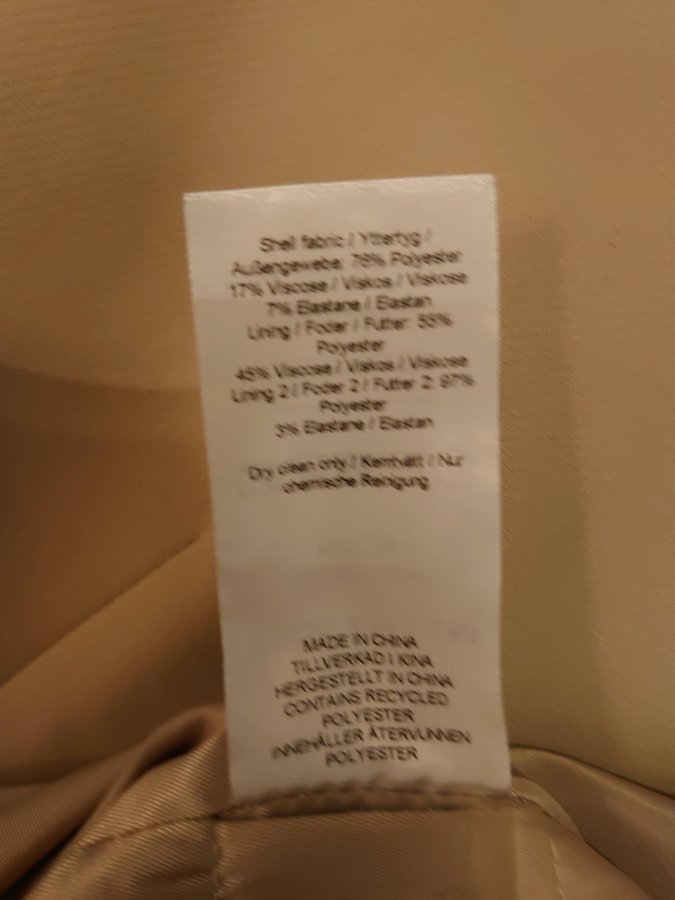 Shell fabric / Yttertyg /
Außengewebe: 76% Polyester
17% Viscose / Viskos / Viskose
7% Elastane / Elastan
Lining / Foder / Futter: 55%
Polyester
45% Viscose / Viskos / Viskose
Lining 2 / Foder 2 / Futter 2: 97%
Polyester
3% Elastane / Elastan
Dry clean only / Kemtvätt / Nur
chemische Reinigung
MADE IN CHINA
TILLVERKAD I KINA
HERGESTELLT IN CHINA
CONTAINS RECYCLED
POLYESTER
INNEHÅLLER ÅTERVUNNEN
POLYESTER